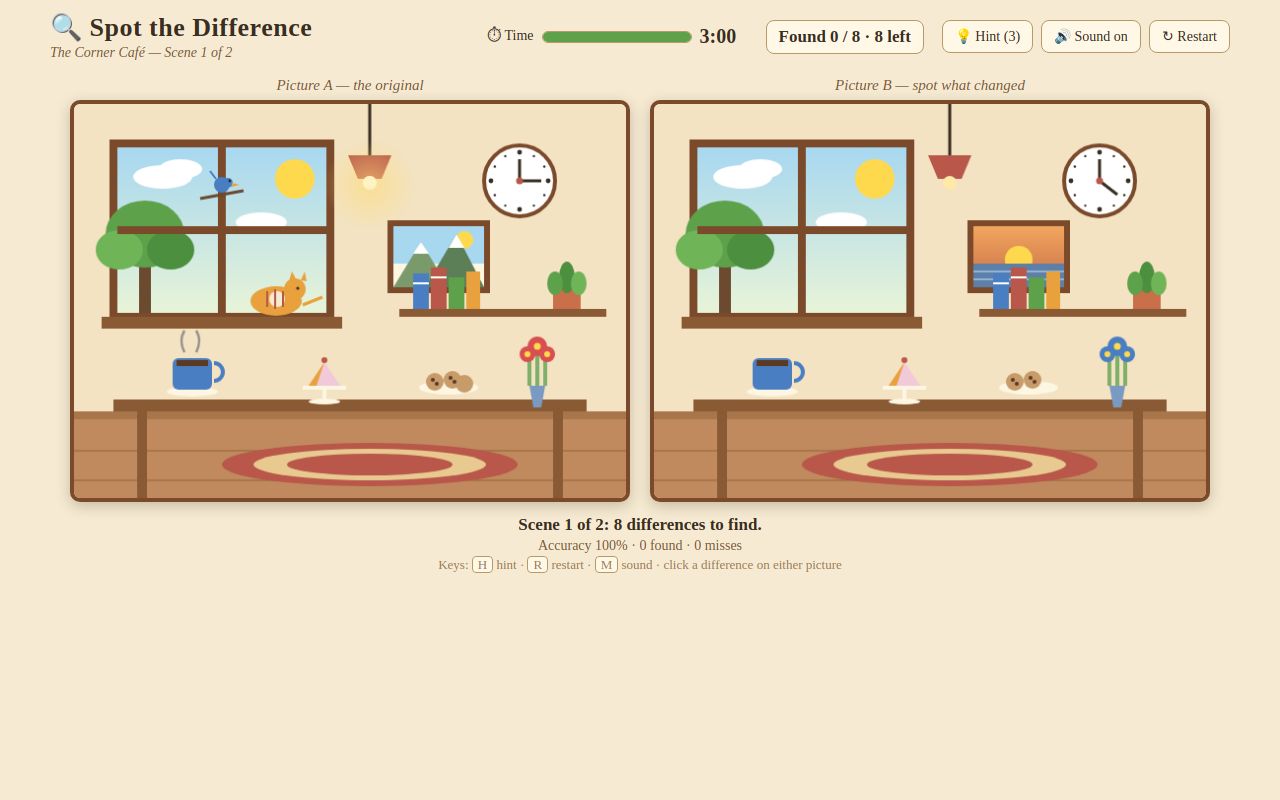 🔍 Spot the Difference
The Corner Café — Scene 1 of 2
⏱ Time 3:00
Found 0 / 8 · 8 left
💡 Hint (3)
🔊 Sound on
↻ Restart
Picture A — the original
Picture B — spot what changed
Scene 1 of 2: 8 differences to find.
Accuracy 100% · 0 found · 0 misses
Keys: H hint · R restart · M sound · click a difference on either picture